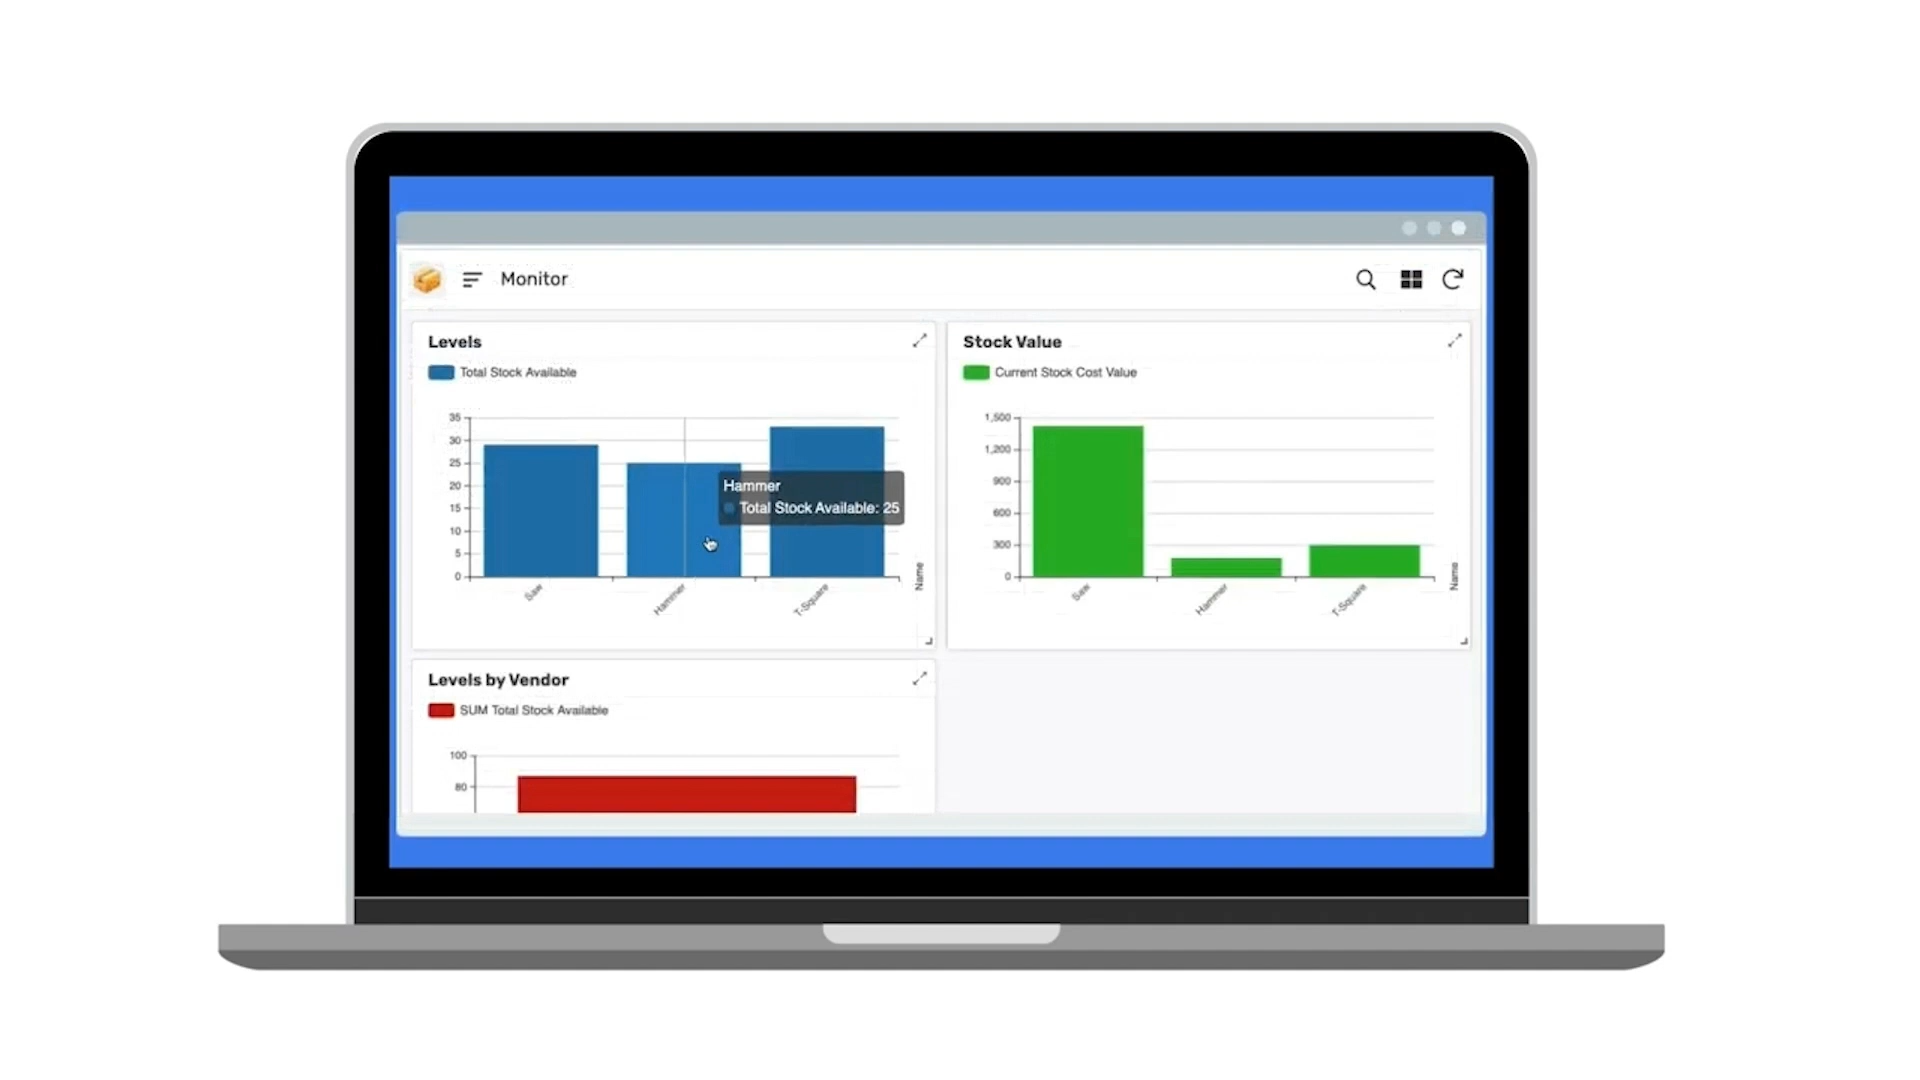 Monitor
Levels
Total Stock Available
35
30
25
20
15
10
5
0
Saw
Hammer
T-Square
Name
Hammer
Total Stock Available: 25
Stock Value
Current Stock Cost Value
1,500
1,200
900
600
300
0
Saw
Hammer
T-Square
Name
Levels by Vendor
SUM Total Stock Available
100
80